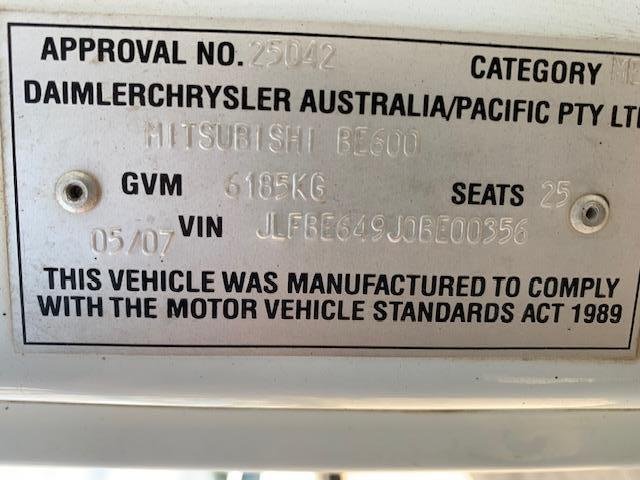 APPROVAL NO. 25042 CATEGORY
DAIMLERCHRYSLER AUSTRALIA/PACIFIC PTY LTD
MITSUBISHI BE600
GVM 6185KG SEATS 25
05/07 VIN JLFBE649J0BE00356
THIS VEHICLE WAS MANUFACTURED TO COMPLY
WITH THE MOTOR VEHICLE STANDARDS ACT 1989